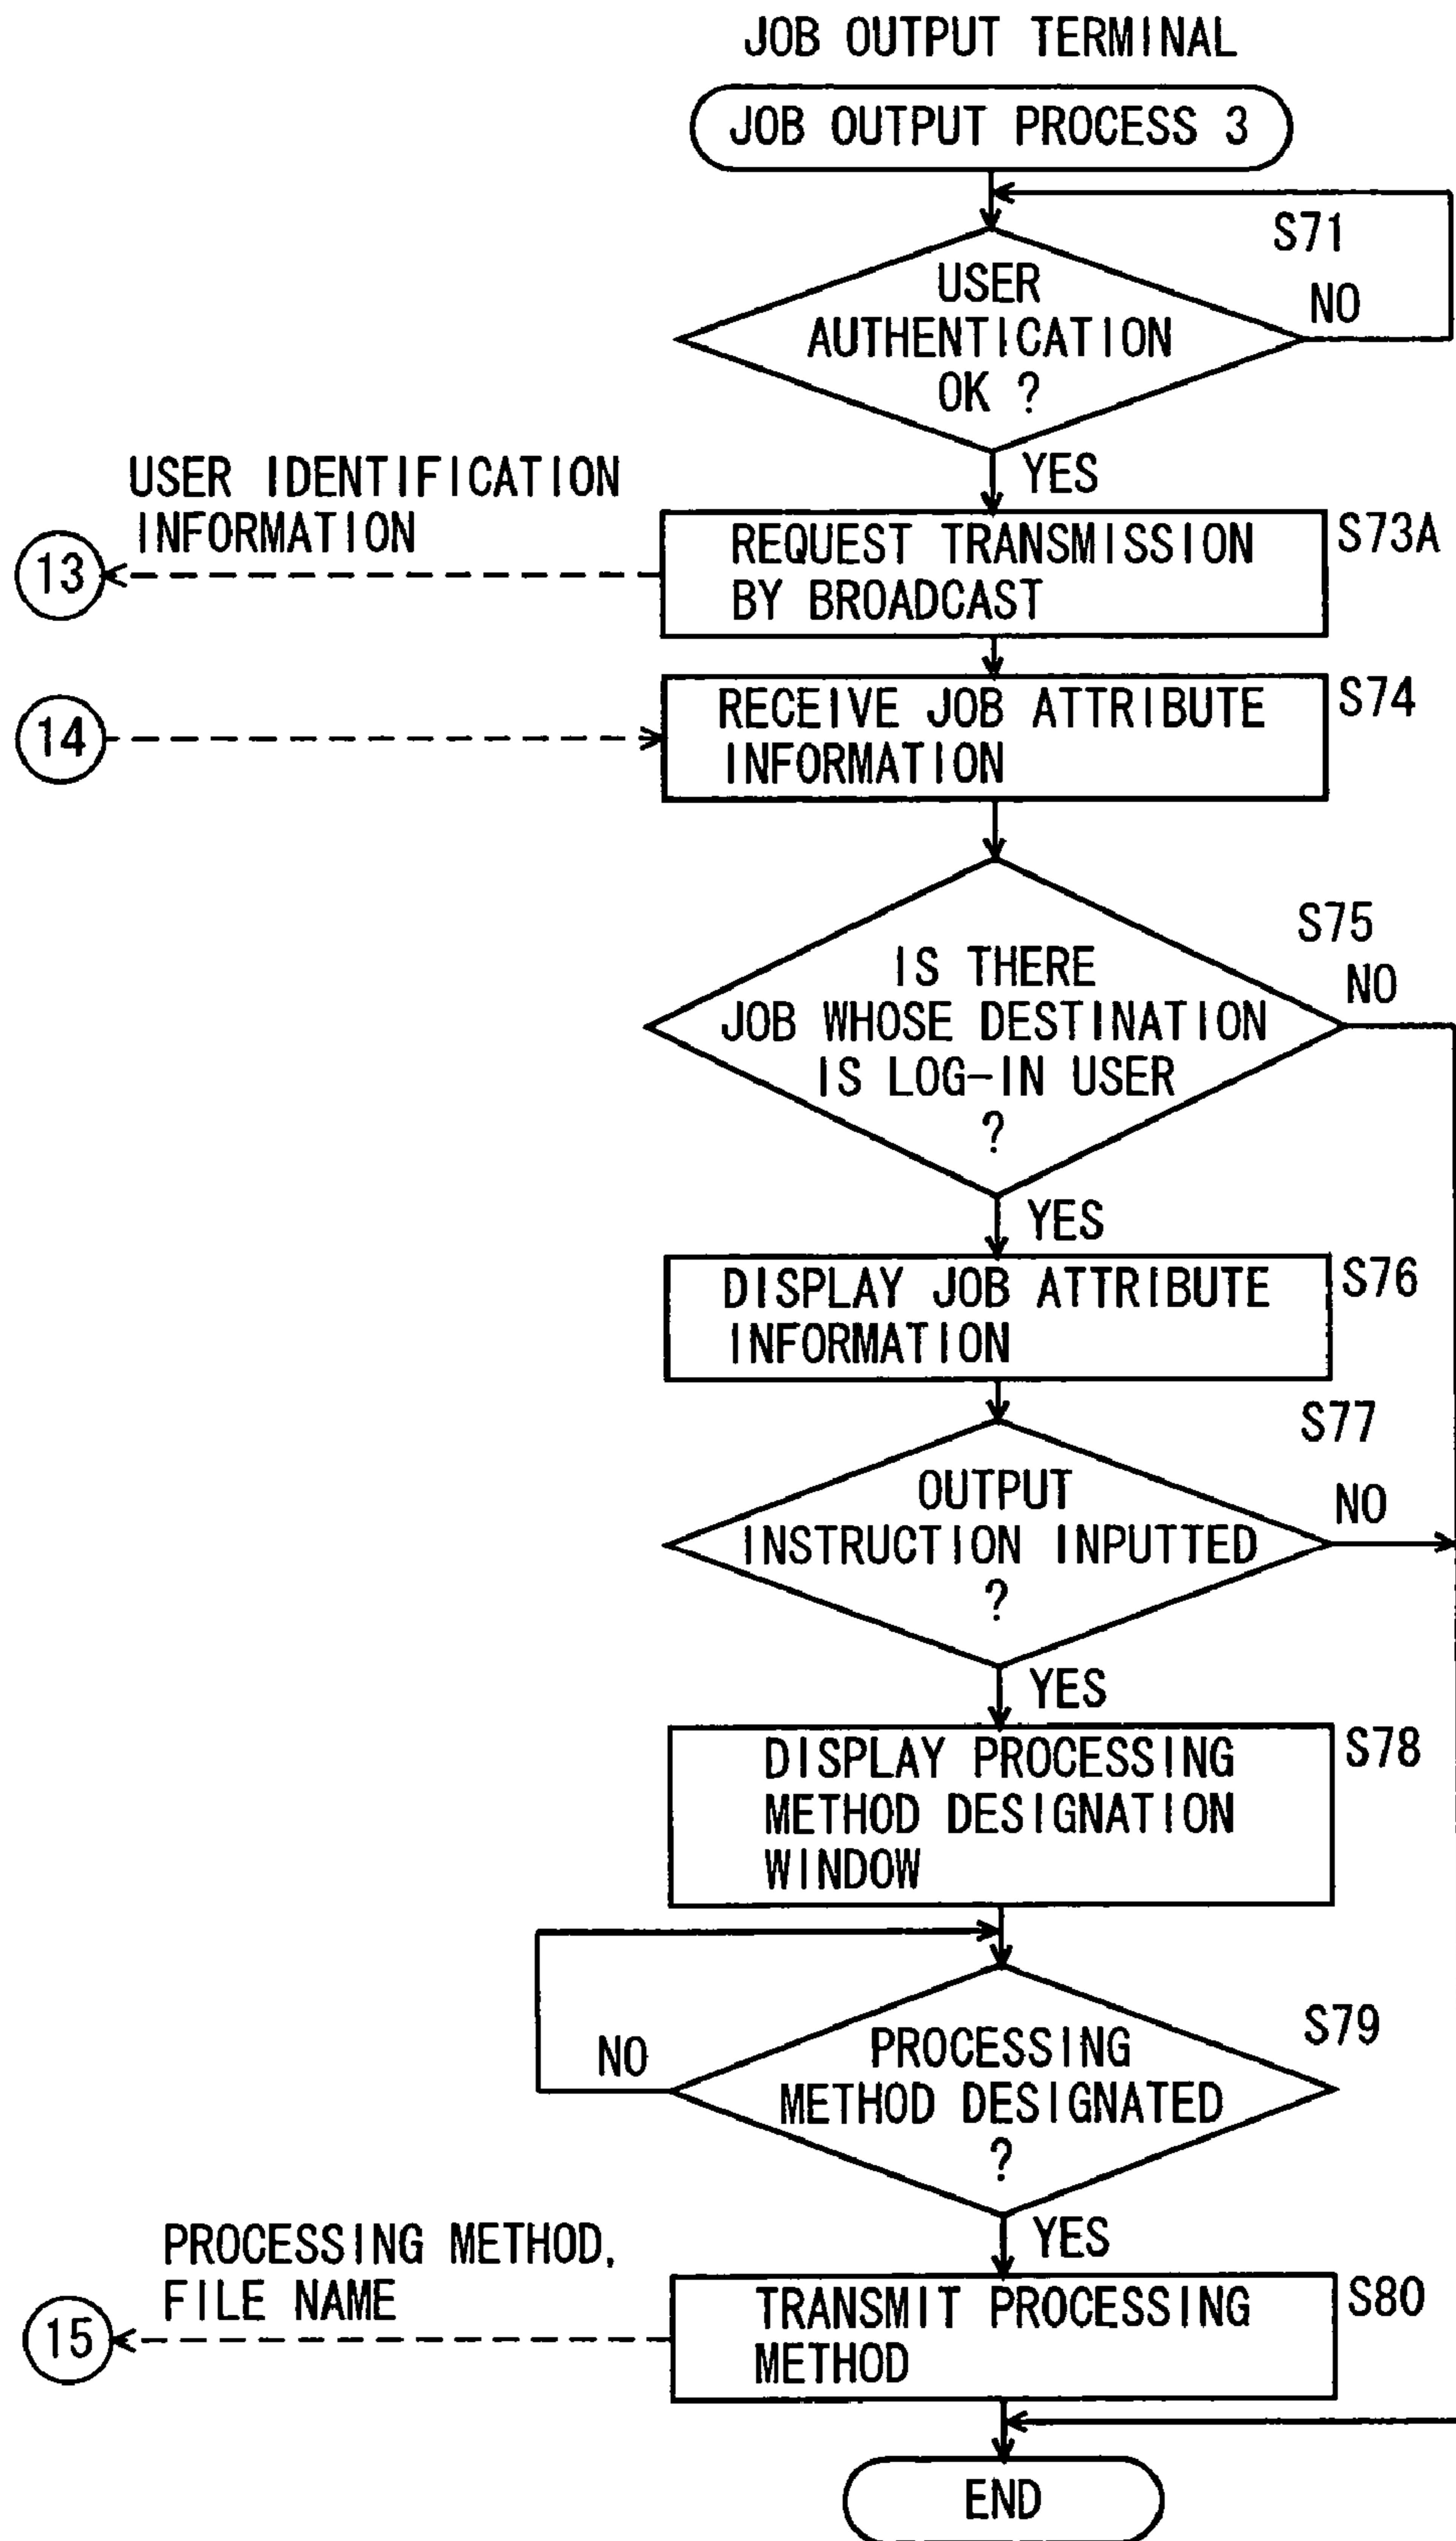 JOB OUTPUT TERMINAL
JOB OUTPUT PROCESS 3
S71
USER
AUTHENTICATION
OK ?
NO
YES
USER IDENTIFICATION
INFORMATION
13
REQUEST TRANSMISSION
BY BROADCAST
S73A
14
RECEIVE JOB ATTRIBUTE
INFORMATION
S74
S75
IS THERE
JOB WHOSE DESTINATION
IS LOG-IN USER
?
NO
YES
DISPLAY JOB ATTRIBUTE
INFORMATION
S76
S77
OUTPUT
INSTRUCTION INPUTTED
?
NO
YES
DISPLAY PROCESSING
METHOD DESIGNATION
WINDOW
S78
S79
PROCESSING
METHOD DESIGNATED
?
NO
YES
PROCESSING METHOD,
FILE NAME
15
TRANSMIT PROCESSING
METHOD
S80
END